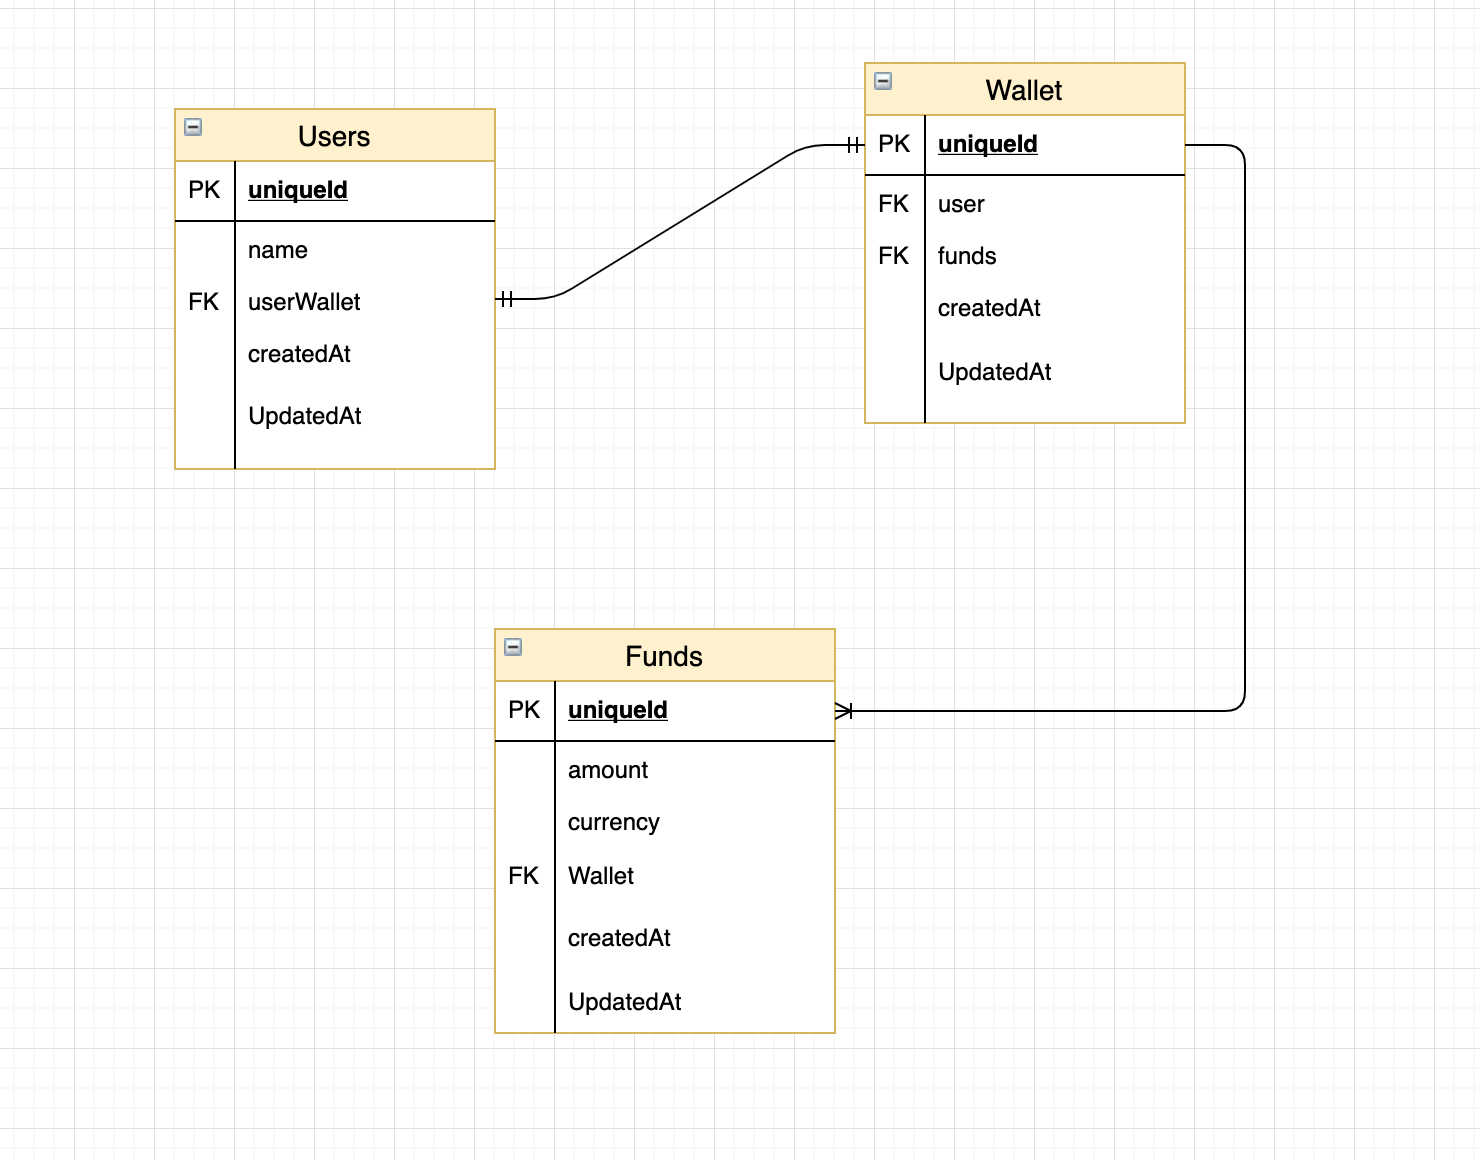 Users
PK uniqueId
name
FK userWallet
createdAt
UpdatedAt
Wallet
PK uniqueId
FK user
FK funds
createdAt
UpdatedAt
Funds
PK uniqueId
amount
currency
FK Wallet
createdAt
UpdatedAt